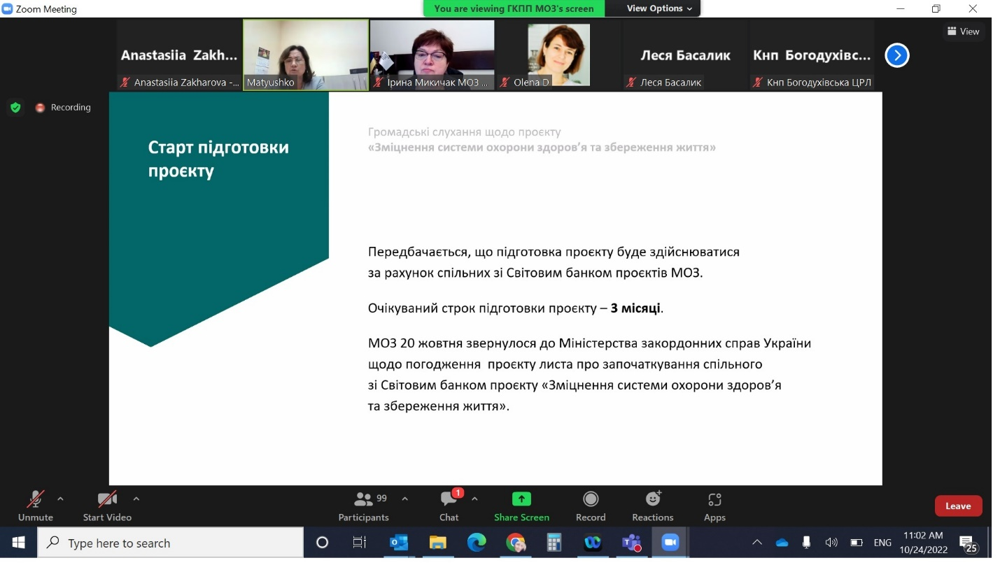 Zoom Meeting
You are viewing ГКПП МОЗ's screen
View Options
View
Anastasiia Zakh...
Леся Басалик
Кнп Богодухівс...
Anastasiia Zakharova -...
Matyushko
Ірина Микичак МОЗ ...
Olena D
Леся Басалик
Кнп Богодухівська ЦРЛ
Recording
Старт підготовки
проєкту
Громадські слухання щодо проєкту
«Зміцнення системи охорони здоров’я та збереження життя»
Передбачається, що підготовка проєкту буде здійснюватися
за рахунок спільних зі Світовим банком проєктів МОЗ.
Очікуваний строк підготовки проєкту – 3 місяці.
МОЗ 20 жовтня звернулося до Міністерства закордонних справ України
щодо погодження проєкту листа про започаткування спільного
зі Світовим банком проєкту «Зміцнення системи охорони здоров’я
та збереження життя».
Unmute
Start Video
99
Participants
1
Chat
Share Screen
Record
Reactions
Apps
Leave
Type here to search
ENG
11:02 AM
10/24/2022
25